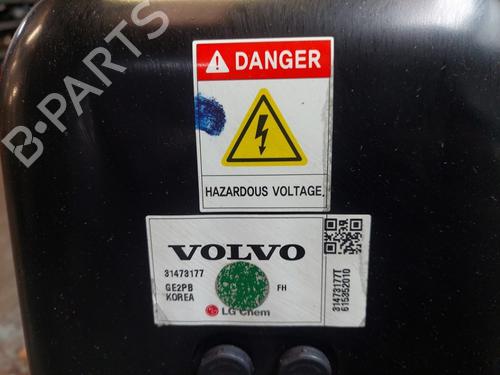 B-PARTS
DANGER
HAZARDOUS VOLTAGE
VOLVO
31473177
GE2PB
KOREA
FH
LG Chem
31473177T
615352010